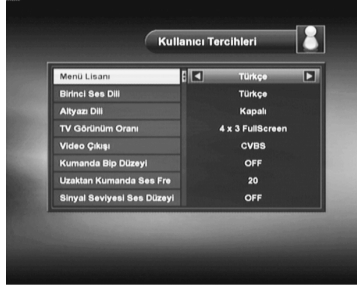 Kullanıcı Tercihleri
Menü Lisanı Türkçe
Birinci Ses Dili Türkçe
Altyazı Dili Kapalı
TV Görünüm Oranı 4 x 3 FullScreen
Video Çıkışı CVBS
Kumanda Bip Düzeyi OFF
Uzaktan Kumanda Ses Fre 20
Sinyal Seviyesi Ses Düzeyi OFF